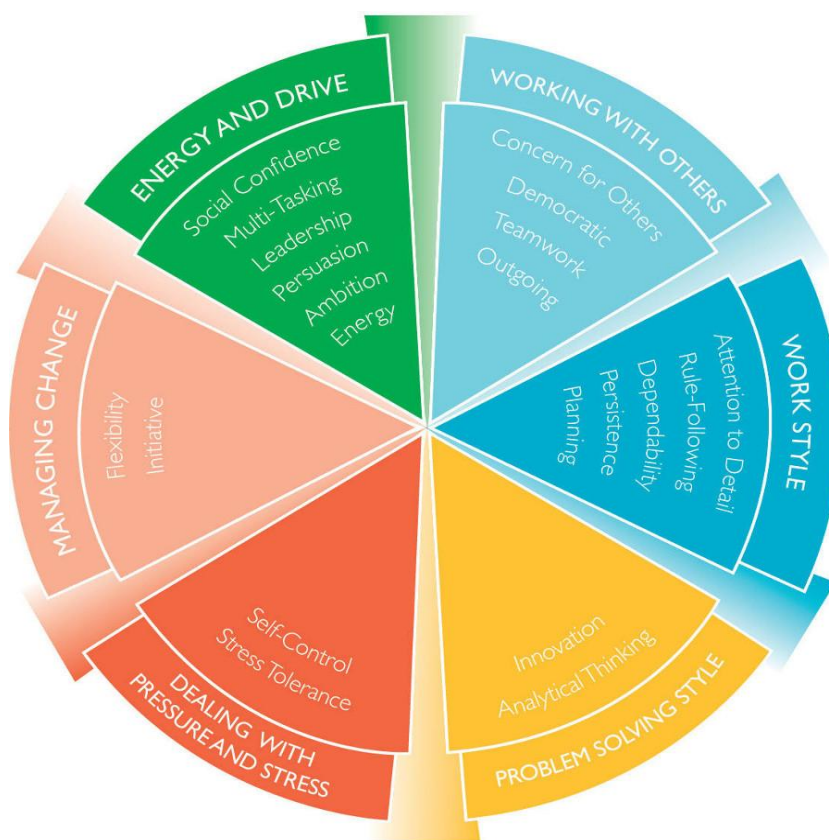 ENERGY AND DRIVE
Social Confidence
Multi-Tasking
Leadership
Persuasion
Ambition
Energy
WORKING WITH OTHERS
Concern for Others
Democratic
Teamwork
Outgoing
WORK STYLE
Attention to Detail
Rule-Following
Dependability
Persistence
Planning
PROBLEM SOLVING STYLE
Innovation
Analytical Thinking
DEALING WITH
PRESSURE AND STRESS
Self-Control
Stress Tolerance
MANAGING CHANGE
Flexibility
Initiative